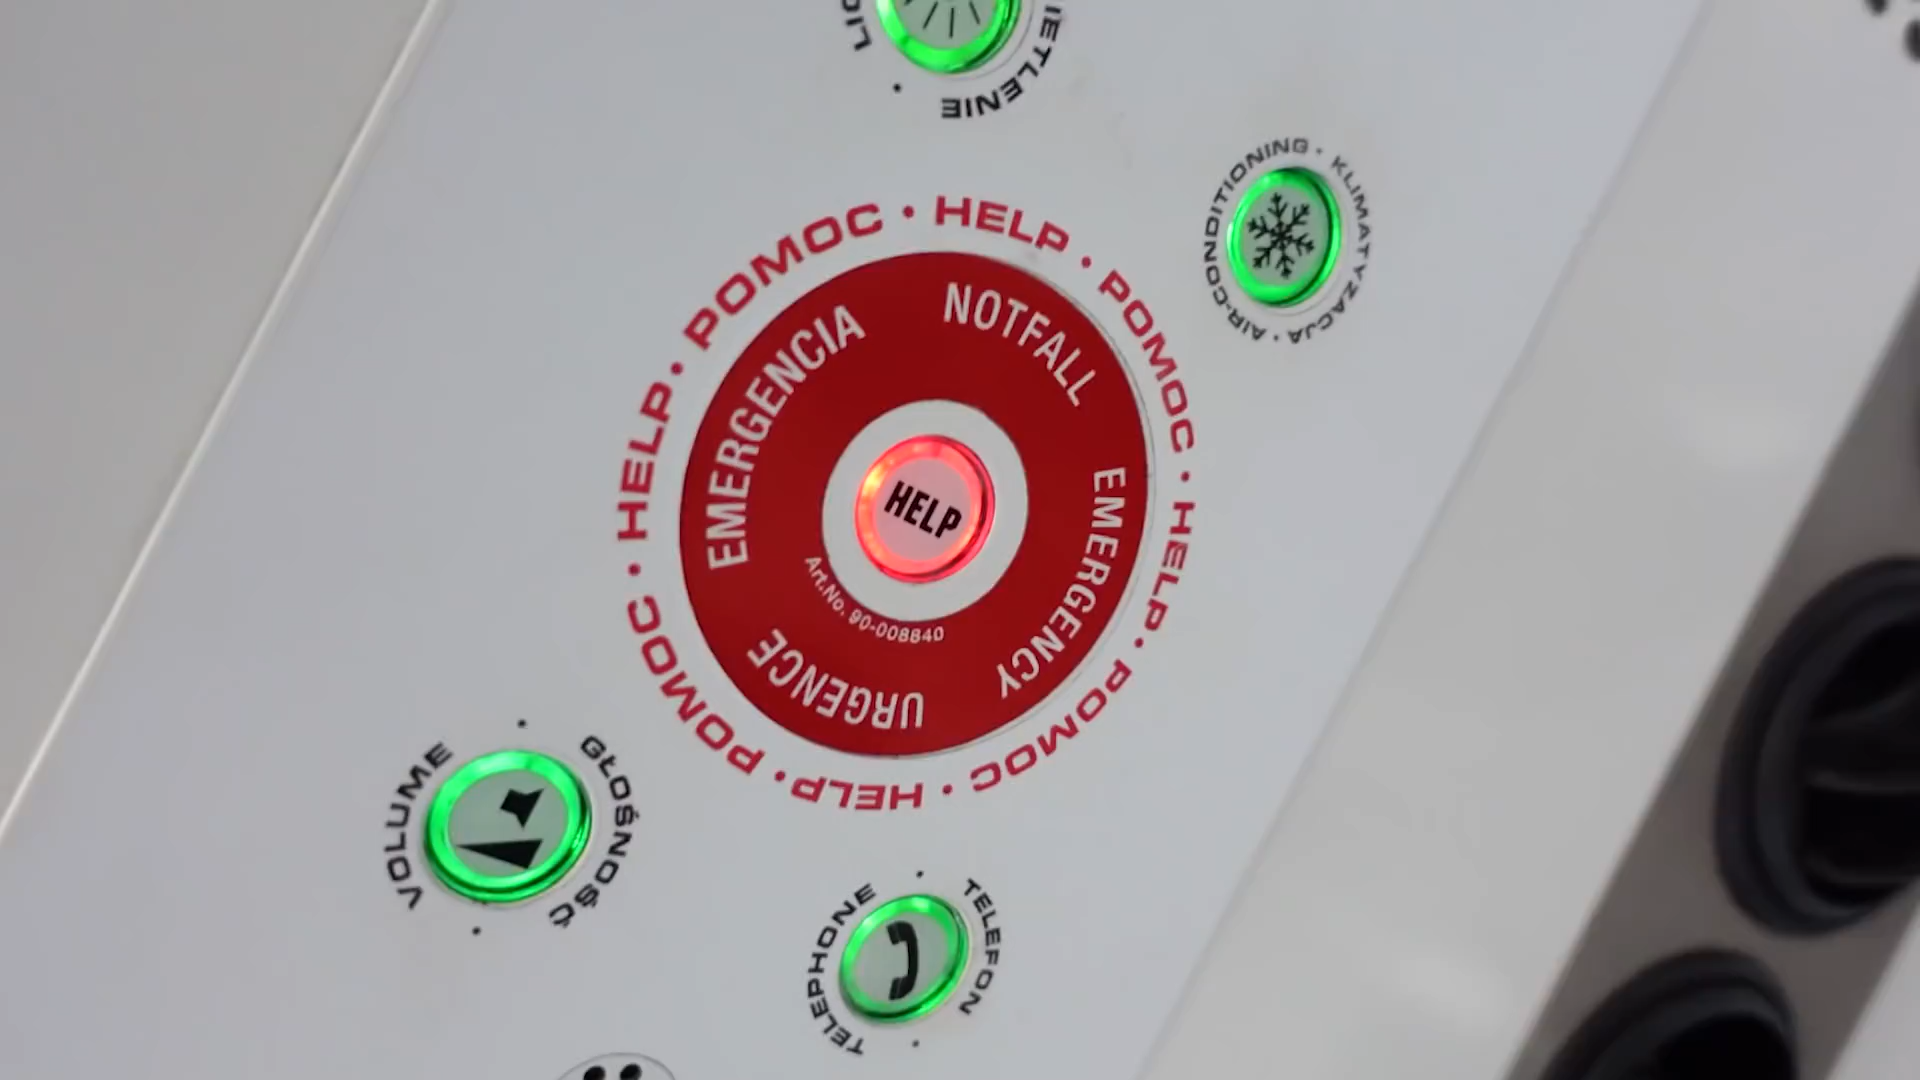 AIR-CONDITIONING • KLIMATYZACJA •
HELP • POMOC • HELP • POMOC • HELP • POMOC • HELP • POMOC •
NOTFALL
EMERGENCY
URGENCE
EMERGENCIA
HELP
Art.No. 90-008840
VOLUME • GŁOŚNOŚĆ •
TELEPHONE • TELEFON •